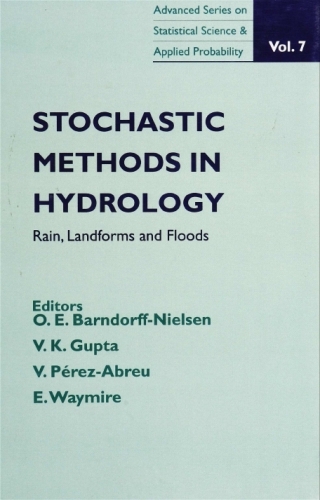 Advanced Series on
Statistical Science &
Applied Probability
Vol. 7
STOCHASTIC
METHODS IN
HYDROLOGY
Rain, Landforms and Floods
Editors
O. E. Barndorff-Nielsen
V. K. Gupta
V. Pérez-Abreu
E. Waymire